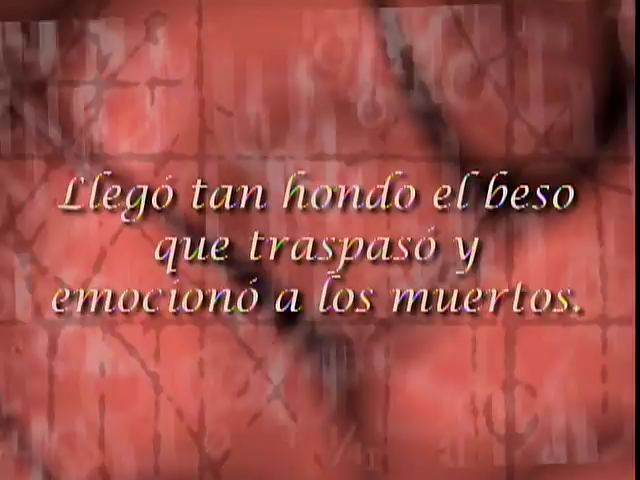 Llegó tan hondo el beso
que traspasó y
emocionó a los muertos.